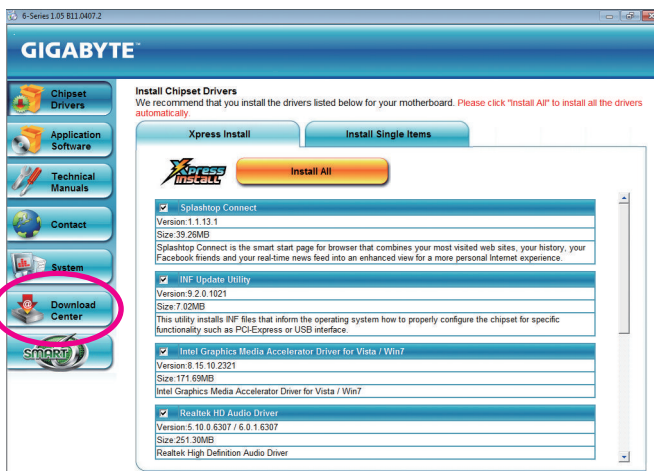 6-Series 1.05 B11.0407.2
GIGABYTE™
Chipset
Drivers
Application
Software
Technical
Manuals
Contact
System
Download
Center
SMART
Install Chipset Drivers
We recommend that you install the drivers listed below for your motherboard. Please click "Install All" to install all the drivers
automatically.
Xpress Install
Install Single Items
Xpress
INSTALL
Install All
Splashtop Connect
Version:1.1.13.1
Size:39.26MB
Splashtop Connect is the smart start page for browser that combines your most visited web sites, your history, your
Facebook friends and your real-time news feed into an enhanced view for a more personal Internet experience.
INF Update Utility
Version:9.2.0.1021
Size:7.02MB
This utility installs INF files that inform the operating system how to properly configure the chipset for specific
functionality such as PCI-Express or USB interface.
Intel Graphics Media Accelerator Driver for Vista / Win7
Version:8.15.10.2321
Size:171.69MB
Intel Graphics Media Accelerator Driver for Vista / Win7
Realtek HD Audio Driver
Version:5.10.0.6307 / 6.0.1.6307
Size:251.30MB
Realtek High Definition Audio Driver